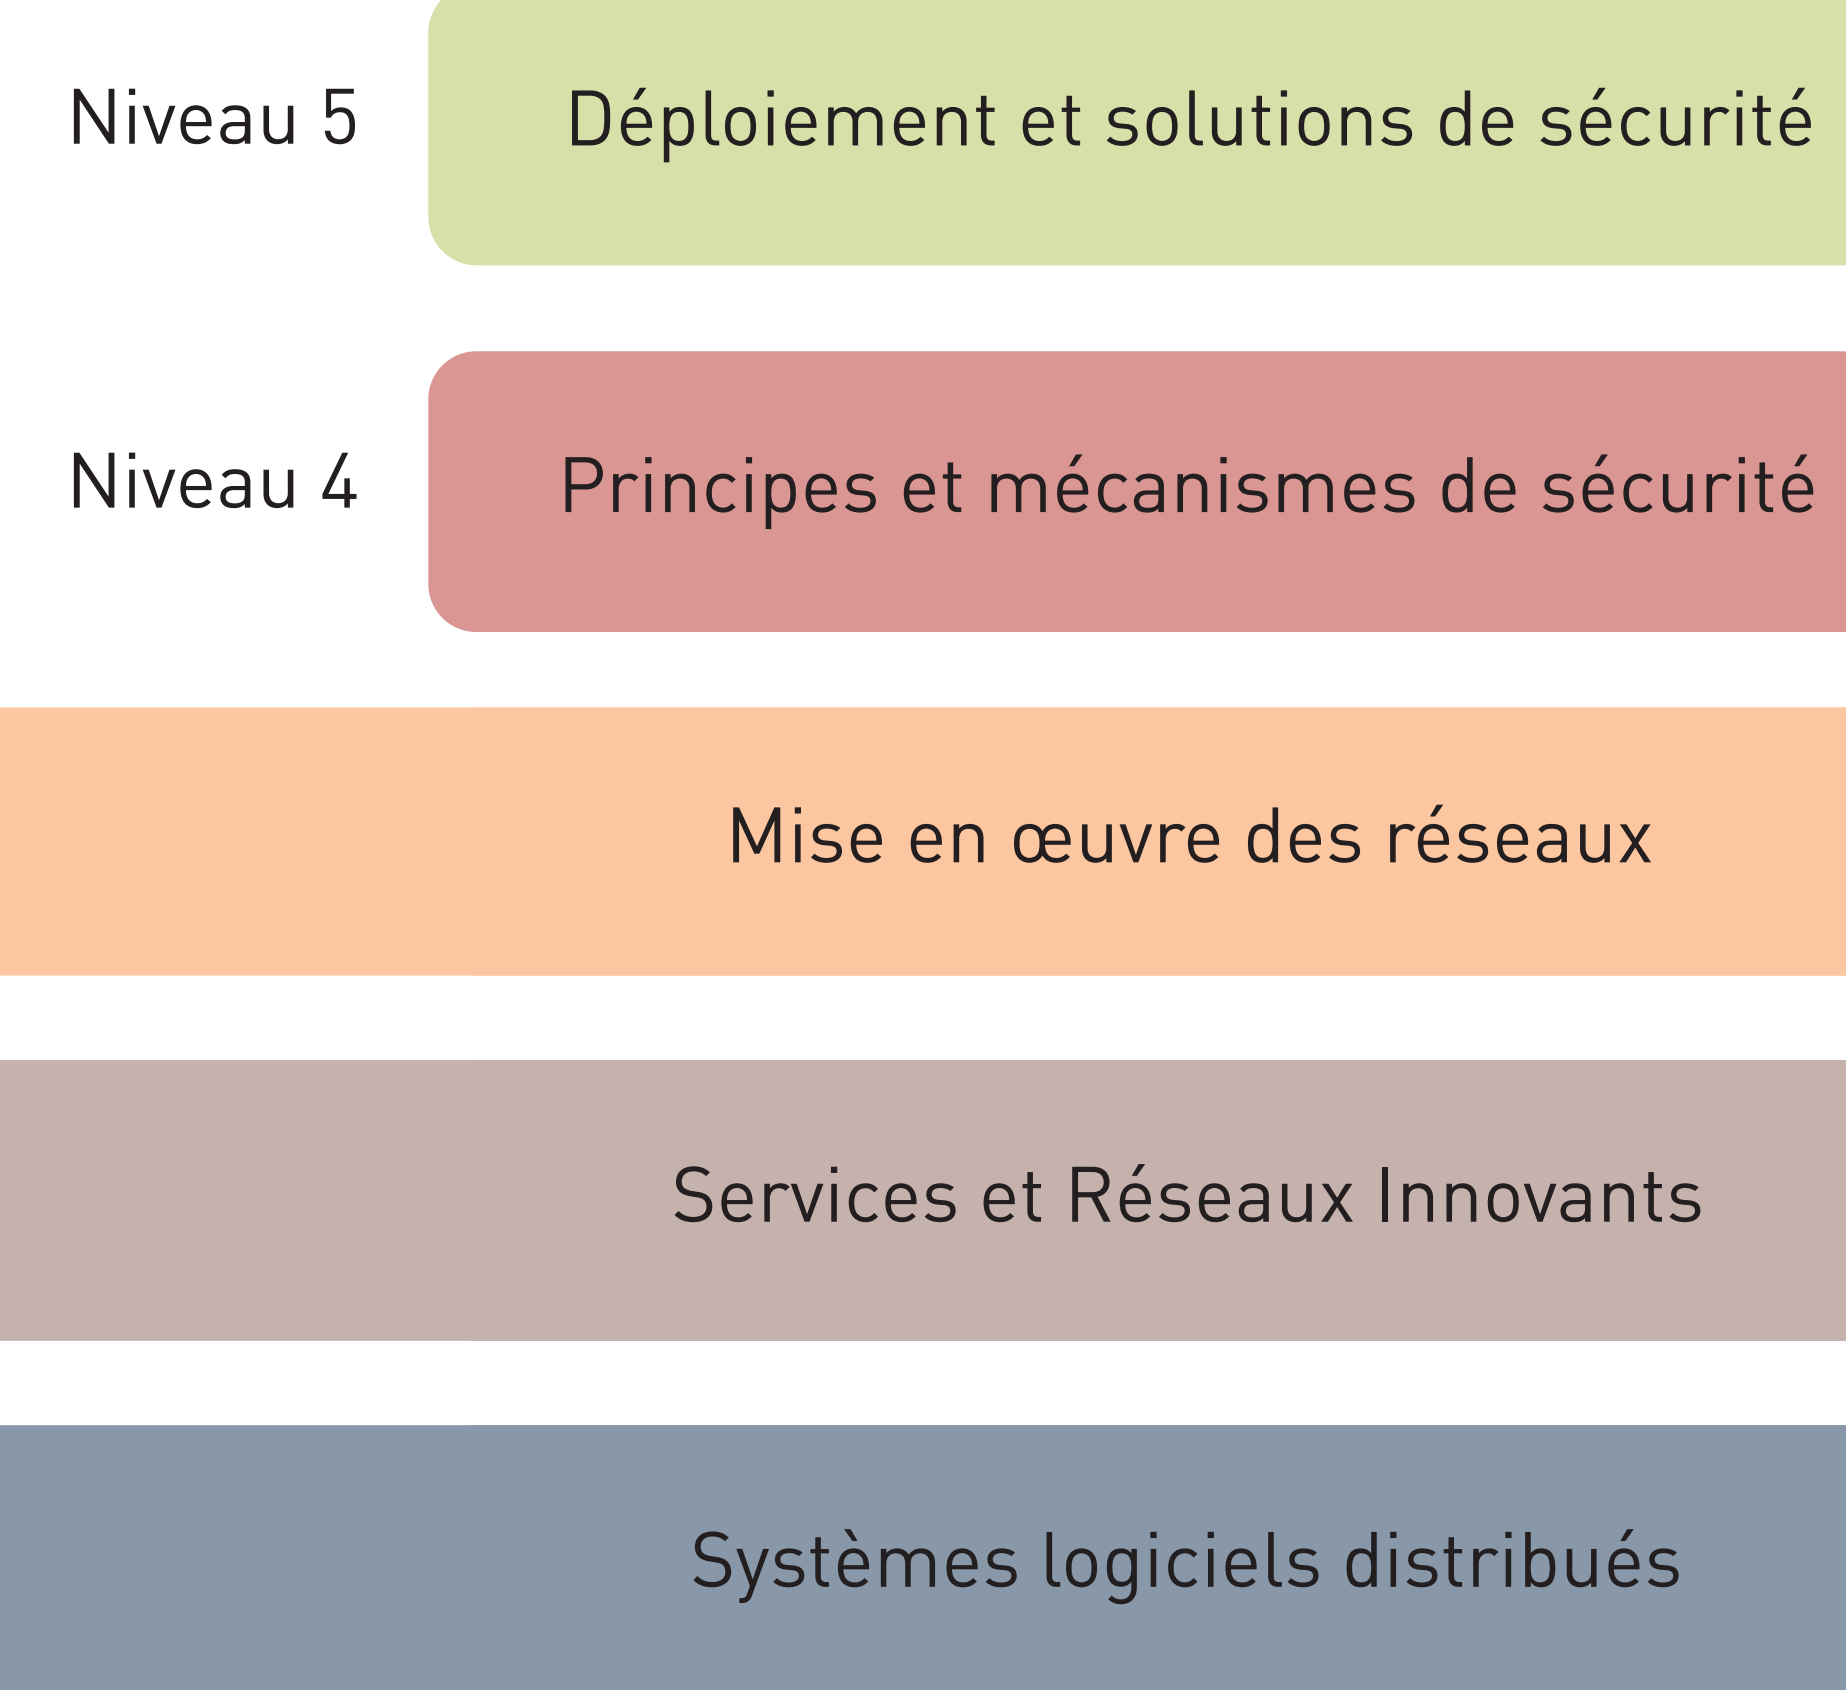 Niveau 5
Déploiement et solutions de sécurité
Niveau 4
Principes et mécanismes de sécurité
Mise en œuvre des réseaux
Services et Réseaux Innovants
Systèmes logiciels distribués